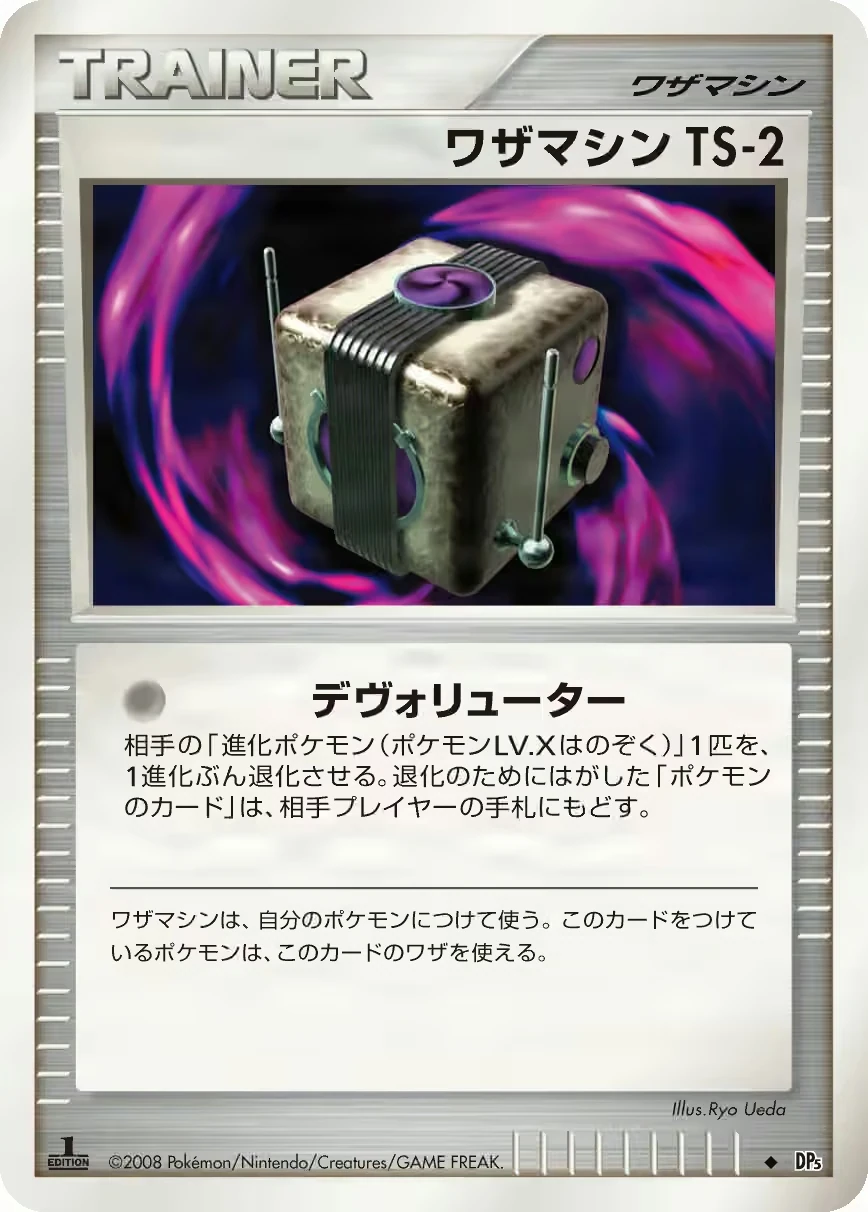 TRAINER
ワザマシン
ワザマシン TS-2
デヴォリューター
相手の「進化ポケモン(ポケモンLV.Xはのぞく)」1匹を、
1進化ぶん退化させる。退化のためにはがした「ポケモン
のカード」は、相手プレイヤーの手札にもどす。
ワザマシンは、自分のポケモンにつけて使う。このカードをつけて
いるポケモンは、このカードのワザを使える。
Illus.Ryo Ueda
1 EDITION ©2008 Pokémon/Nintendo/Creatures/GAME FREAK. ◆ DP5